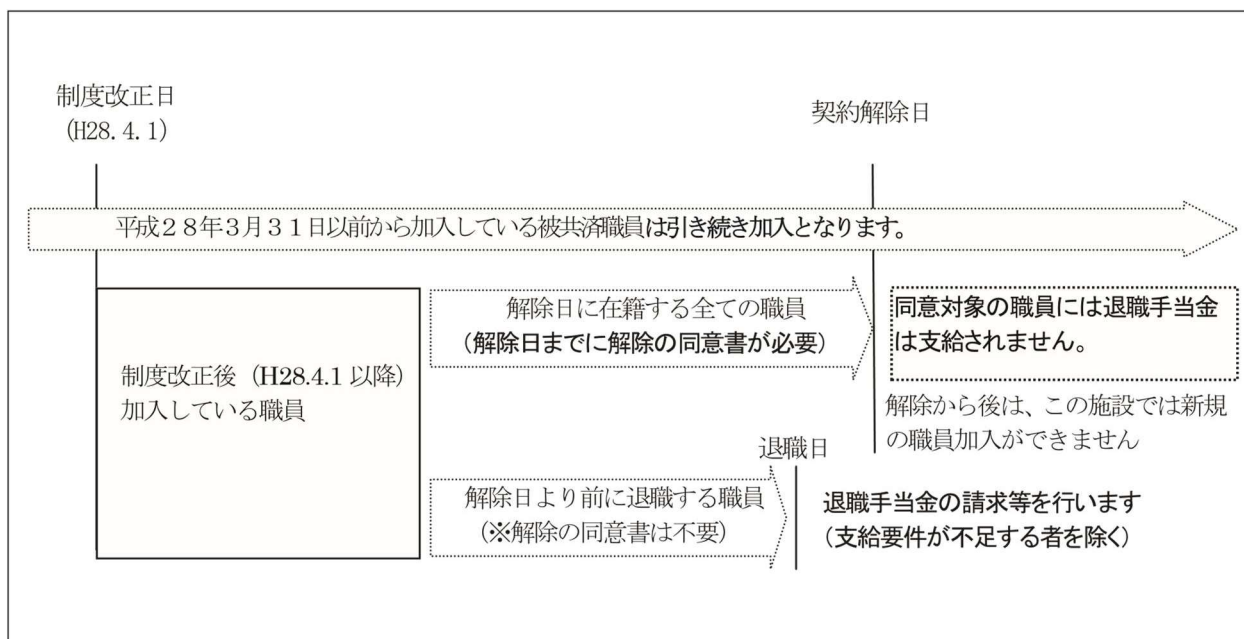 制度改正日
(H28.4.1)
契約解除日
平成28年3月31日以前から加入している被共済職員は引き続き加入となります。
解除日に在籍する全ての職員
(解除日までに解除の同意書が必要)
同意対象の職員には退職手当金
は支給されません。
制度改正後(H28.4.1以降)
加入している職員
解除から後は、この施設では新規
の職員加入ができません
退職日
解除日より前に退職する職員
(※解除の同意書は不要)
退職手当金の請求等を行います
(支給要件が不足する者を除く)